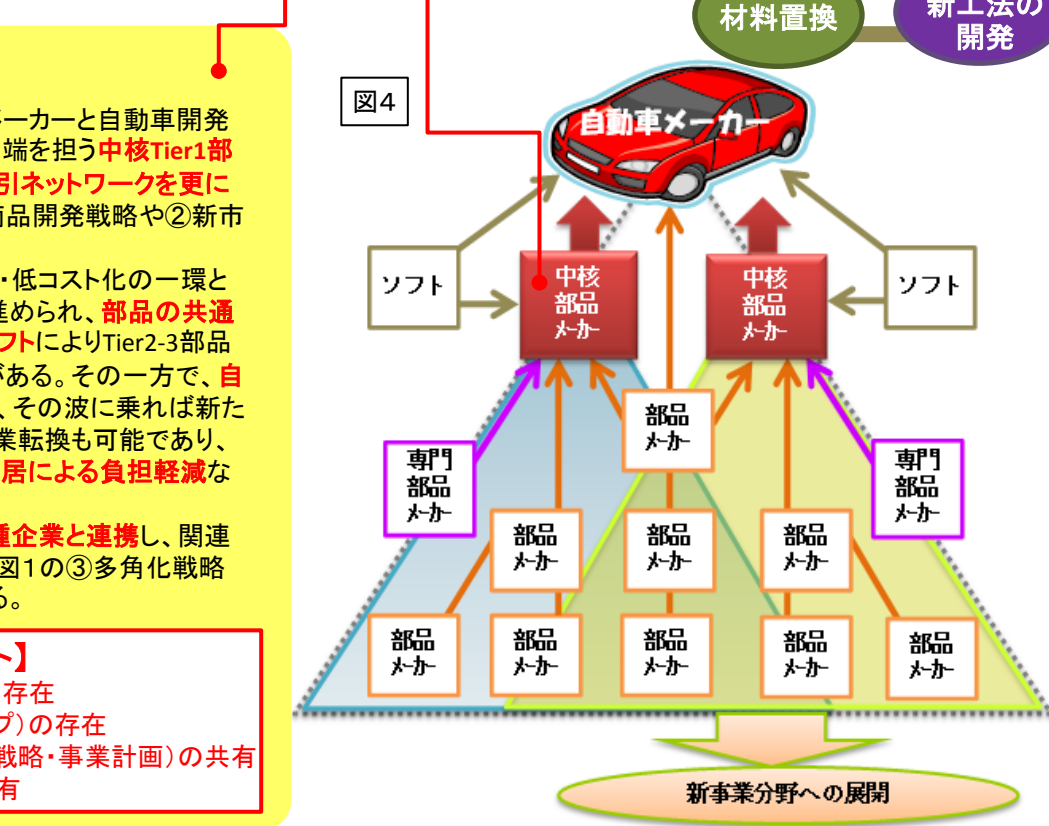 材料置換
新工法の
開発
ーカーと自動車開発
端を担う中核Tier1部
引ネットワークを更に
品開発戦略や②新市
・低コスト化の一環と
進められ、部品の共通
フトによりTier2-3部品
がある。その一方で、自
、その波に乗れば新た
業転換も可能であり、
居による負担軽減な
種企業と連携し、関連
図1の③多角化戦略
る。
ト】
存在
プ)の存在
戦略・事業計画)の共有
有
図4
自動車メーカー
ソフト
中核
部品
メーカー
中核
部品
メーカー
ソフト
部品
メーカー
専門
部品
メーカー
専門
部品
メーカー
部品
メーカー
部品
メーカー
部品
メーカー
部品
メーカー
部品
メーカー
部品
メーカー
部品
メーカー
部品
メーカー
新事業分野への展開